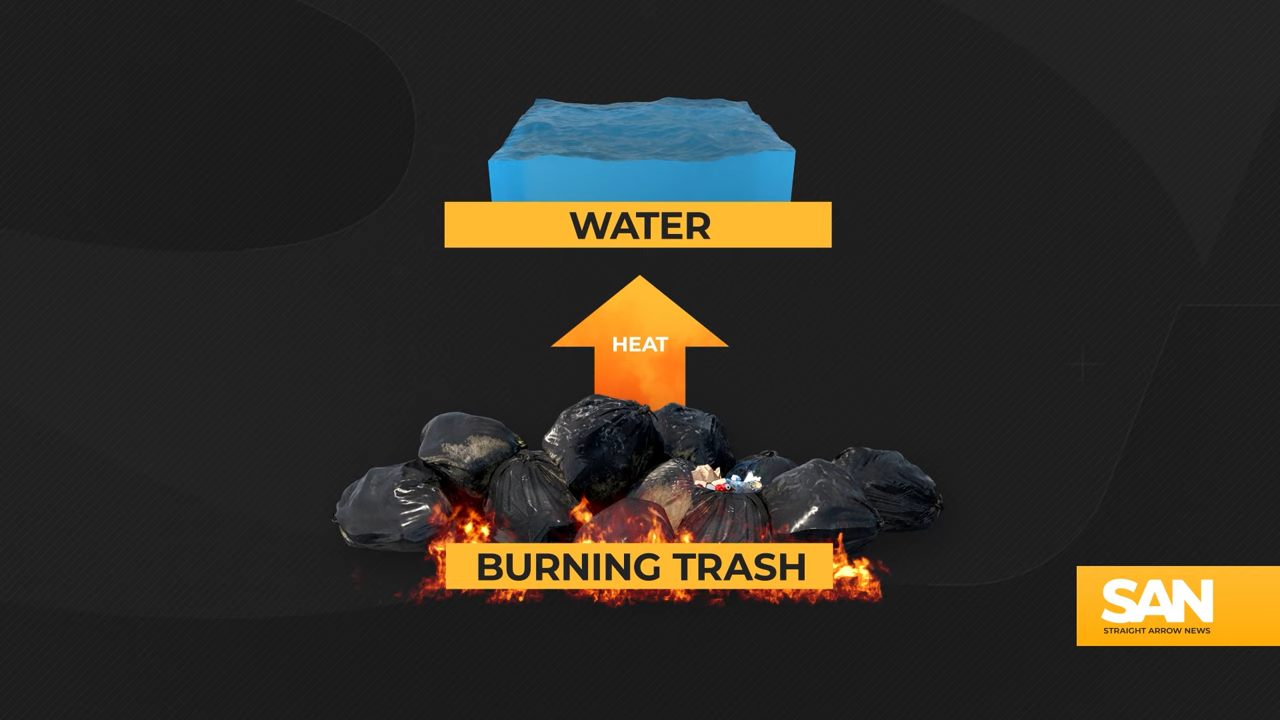 WATER
HEAT
BURNING TRASH
SAN
STRAIGHT ARROW NEWS